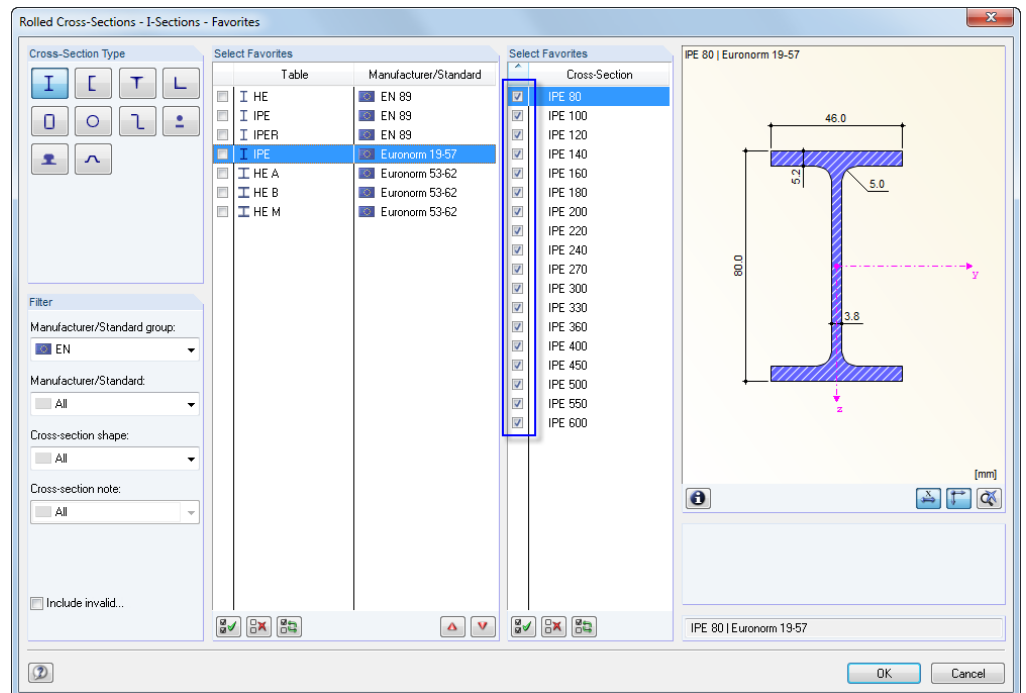 Rolled Cross-Sections - I-Sections - Favorites
Cross-Section Type
Filter
Manufacturer/Standard group:
EN
Manufacturer/Standard:
All
Cross-section shape:
All
Cross-section note:
All
Include invalid...
Select Favorites
Table Manufacturer/Standard
HE EN 89
IPE EN 89
IPER EN 89
IPE Euronorm 19-57
HE A Euronorm 53-62
HE B Euronorm 53-62
HE M Euronorm 53-62
Select Favorites
Cross-Section
IPE 80
IPE 100
IPE 120
IPE 140
IPE 160
IPE 180
IPE 200
IPE 220
IPE 240
IPE 270
IPE 300
IPE 330
IPE 360
IPE 400
IPE 450
IPE 500
IPE 550
IPE 600
IPE 80 | Euronorm 19-57
46.0
5.2
5.0
80.0
y
3.8
z
[mm]
IPE 80 | Euronorm 19-57
OK Cancel